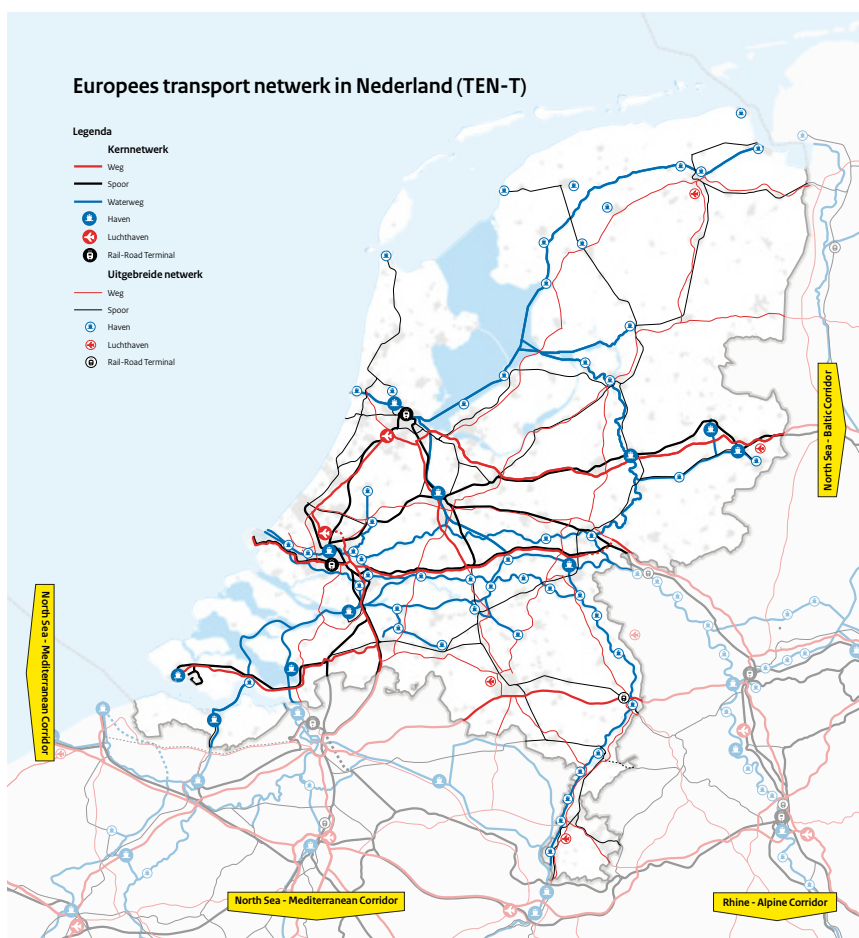 Europees transport netwerk in Nederland (TEN-T)
Legenda
Kernnetwerk
Weg
Spoor
Waterweg
Haven
Luchthaven
Rail-Road Terminal
Uitgebreide netwerk
Weg
Spoor
Haven
Luchthaven
Rail-Road Terminal
North Sea - Baltic Corridor
North Sea - Mediterranean Corridor
North Sea - Mediterranean Corridor
Rhine - Alpine Corridor